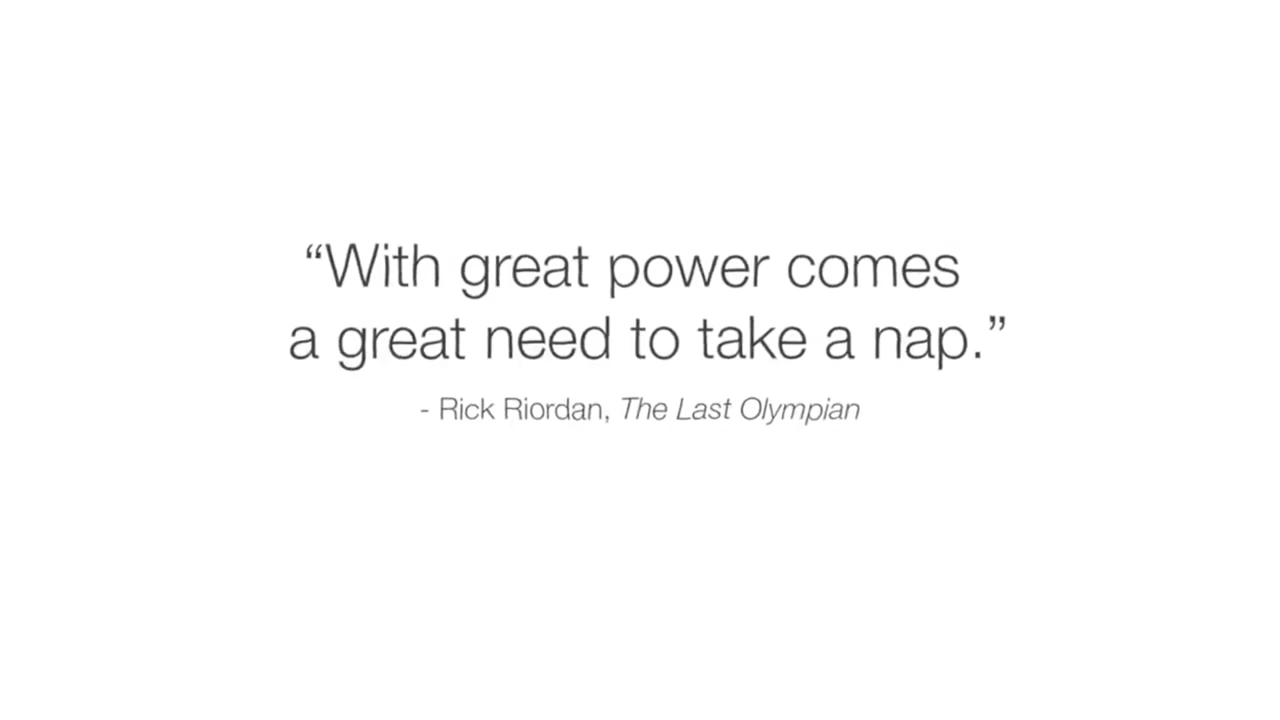 “With great power comes
a great need to take a nap.”
- Rick Riordan, The Last Olympian